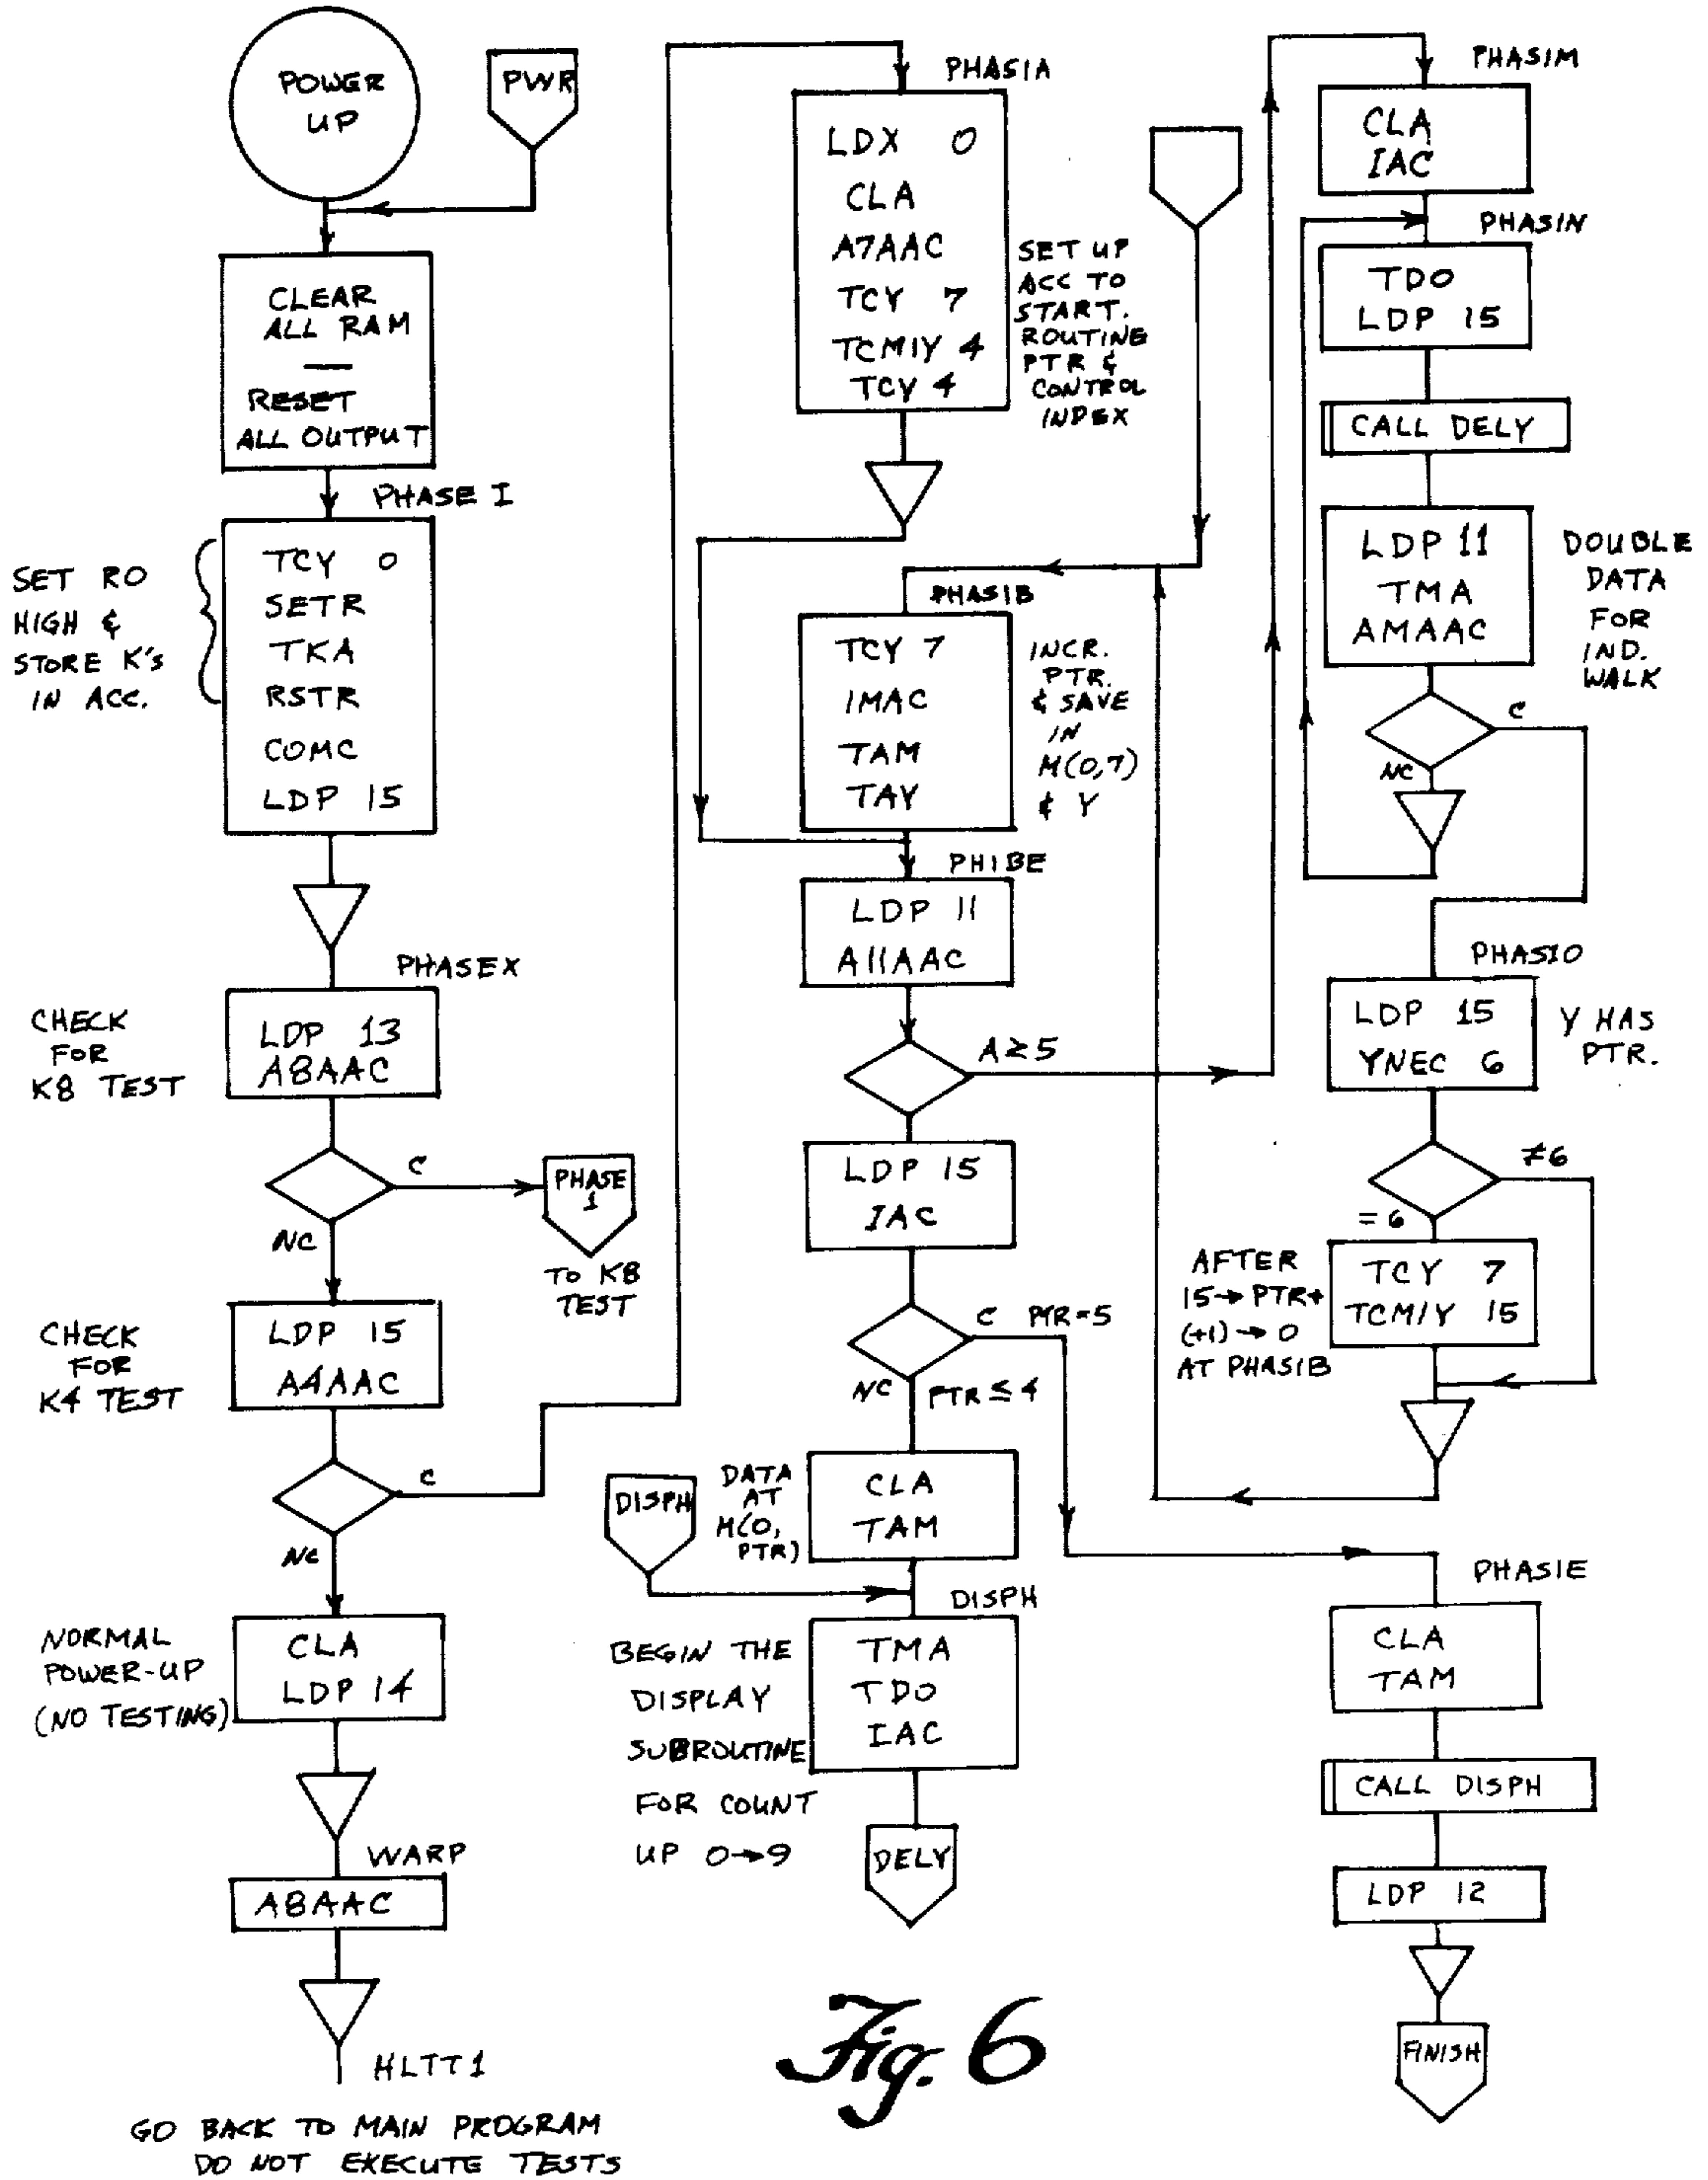 POWER
UP
PWR
CLEAR
ALL RAM
—
RESET
ALL OUTPUT
PHASE I
SET RO
HIGH &
STORE K's
IN ACC.
TCY 0
SETR
TKA
RSTR
COMC
LDP 15
PHASEX
CHECK
FOR
K8 TEST
LDP 13
A8AAC
C
NC
PHASE
1
TO K8
TEST
CHECK
FOR
K4 TEST
LDP 15
A4AAC
C
NC
NORMAL
POWER-UP
(NO TESTING)
CLA
LDP 14
WARP
A8AAC
HLTT1
GO BACK TO MAIN PROGRAM
DO NOT EXECUTE TESTS
PHASIA
LDX 0
CLA
A7AAC
TCY 7
TCMIY 4
TCY 4
SET UP
ACC TO
START.
ROUTINE
PTR &
CONTROL
INDEX
PHASIB
TCY 7
IMAC
TAM
TAY
INCR.
PTR.
& SAVE
IN
M(0,7)
& Y
PHIBE
LDP 11
A11AAC
A≥5
LDP 15
IAC
C PTR=5
NC PTR≤4
DATA
AT
M(0,
PTR)
CLA
TAM
DISPH
DISPH
BEGIN THE
DISPLAY
SUBROUTINE
FOR COUNT
UP 0→9
TMA
TDO
IAC
DELY
PHASIM
CLA
IAC
PHASIN
TDO
LDP 15
CALL DELY
LDP 11
TMA
AMAAC
DOUBLE
DATA
FOR
IND.
WALK
C
NC
PHASIO
LDP 15
YNEC 6
Y HAS
PTR.
≠6
=6
AFTER
15→PTR+
(+1)→0
AT PHASIB
TCY 7
TCMIY 15
PHASIE
CLA
TAM
CALL DISPH
LDP 12
FINISH
Fig. 6